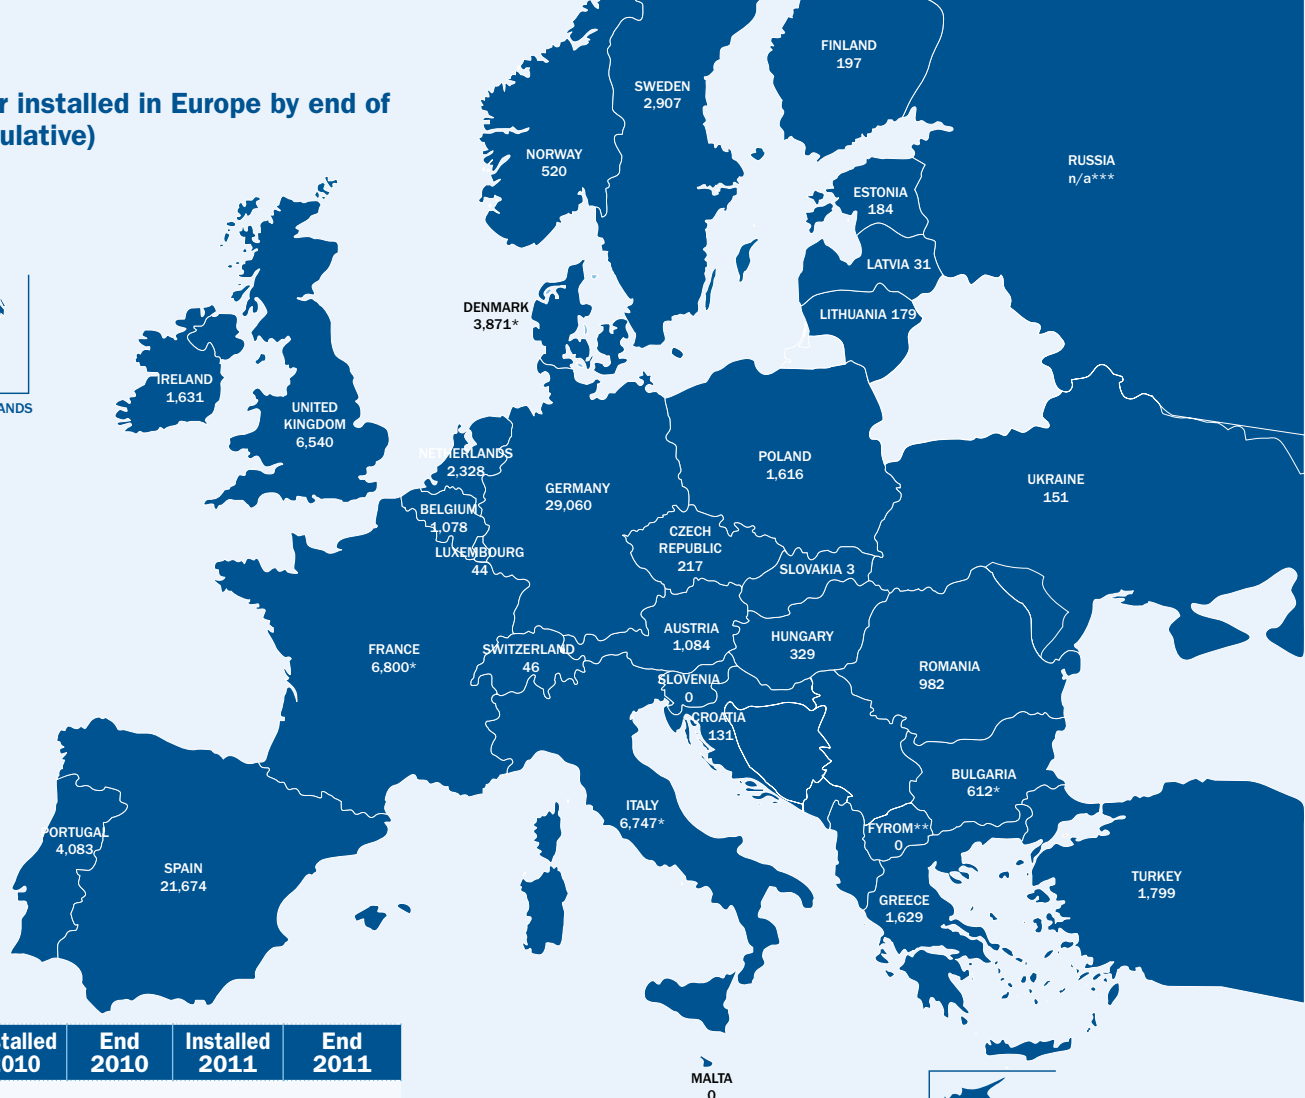 r installed in Europe by end of
ulative)
FINLAND
197
SWEDEN
2,907
NORWAY
520
RUSSIA
n/a***
ESTONIA
184
LATVIA 31
LITHUANIA 179
DENMARK
3,871*
IRELAND
1,631
UNITED
KINGDOM
6,540
ANDS
NETHERLANDS
2,328
POLAND
1,616
UKRAINE
151
GERMANY
29,060
BELGIUM
1,078
CZECH
REPUBLIC
217
LUXEMBOURG
44
SLOVAKIA 3
AUSTRIA
1,084
HUNGARY
329
FRANCE
6,800*
SWITZERLAND
46
ROMANIA
982
SLOVENIA
0
CROATIA
131
BULGARIA
612*
ITALY
6,747*
FYROM**
0
PORTUGAL
4,083
SPAIN
21,674
TURKEY
1,799
GREECE
1,629
talled
010
End
2010
Installed
2011
End
2011
MALTA
0